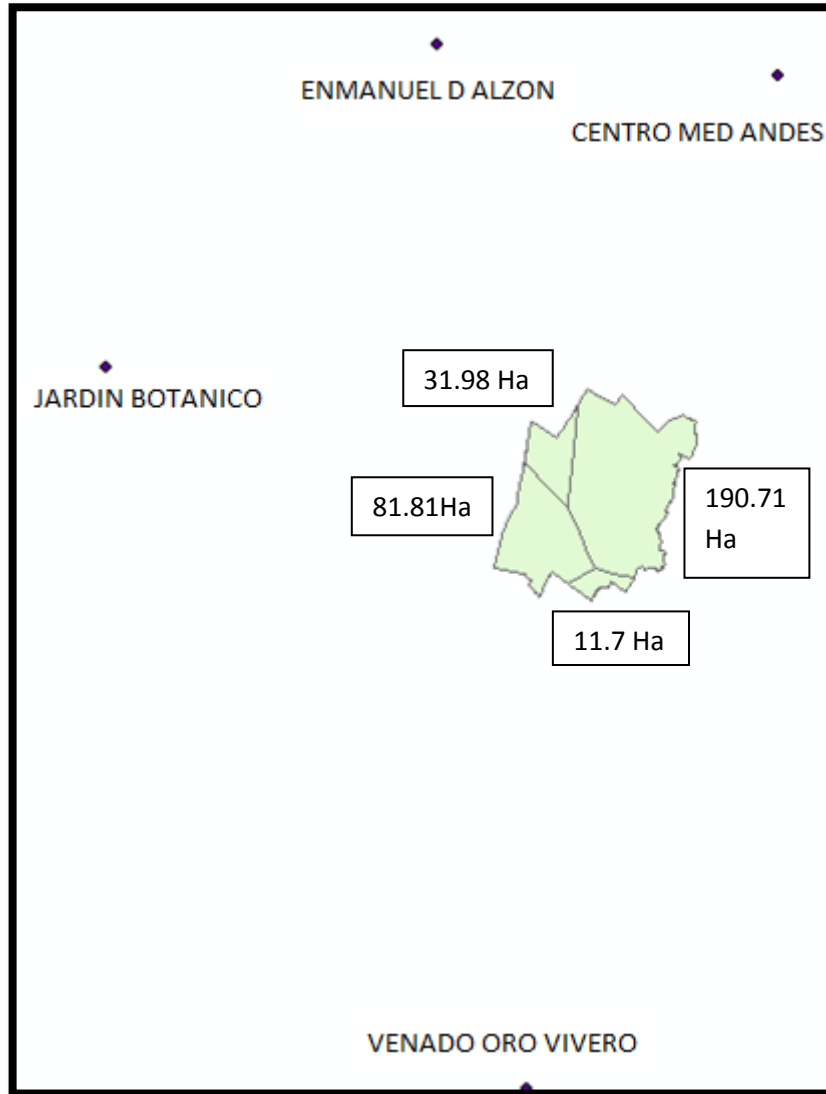 ENMANUEL D ALZON
CENTRO MED ANDES
JARDIN BOTANICO
31.98 Ha
81.81Ha
190.71
Ha
11.7 Ha
VENADO ORO VIVERO